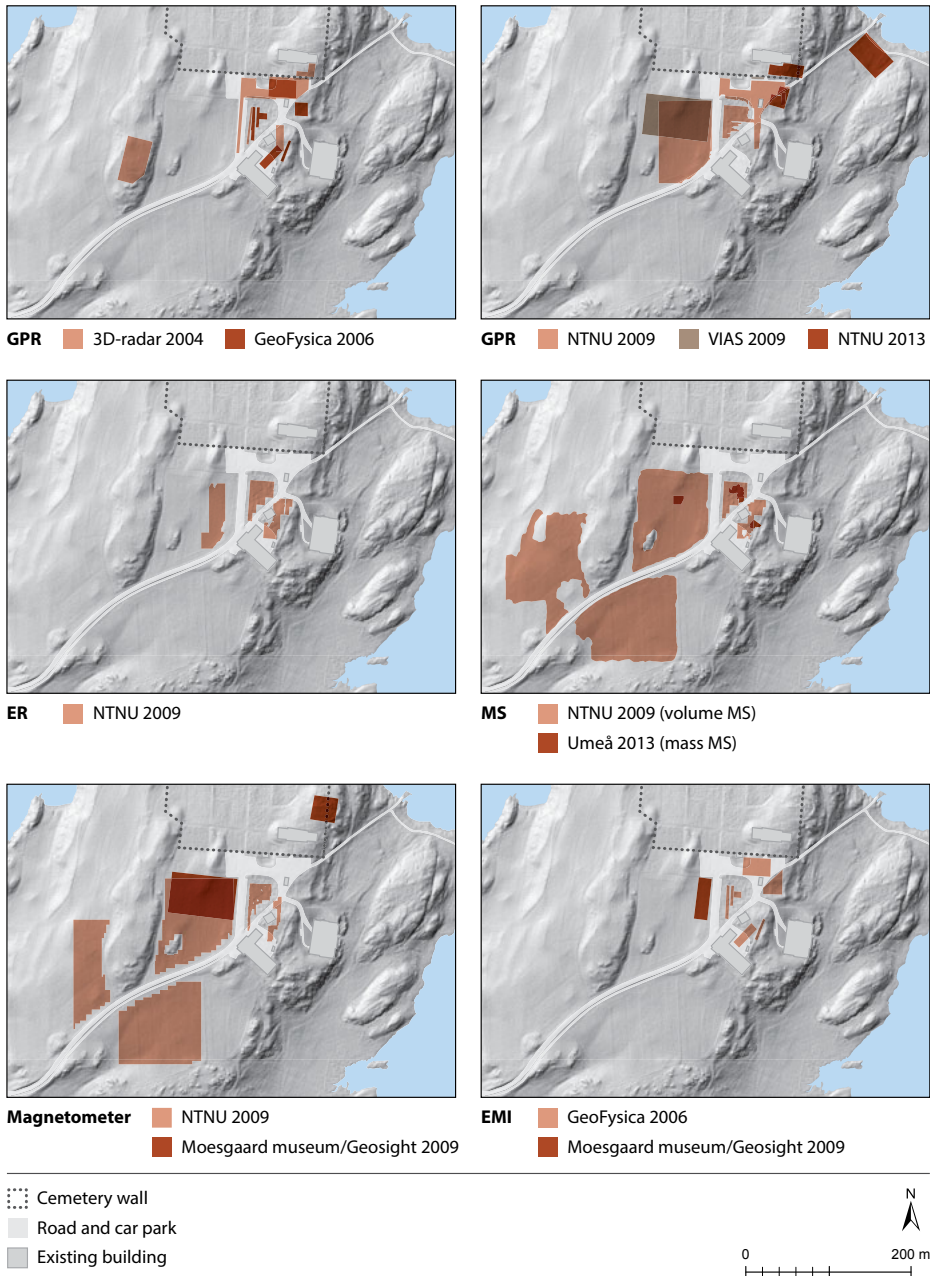 GPR 3D-radar 2004 GeoFysica 2006
GPR NTNU 2009 VIAS 2009 NTNU 2013
ER NTNU 2009
MS NTNU 2009 (volume MS)
Umeå 2013 (mass MS)
Magnetometer NTNU 2009
Moesgaard museum/Geosight 2009
EMI GeoFysica 2006
Moesgaard museum/Geosight 2009
Cemetery wall
Road and car park
Existing building
N
0 200 m